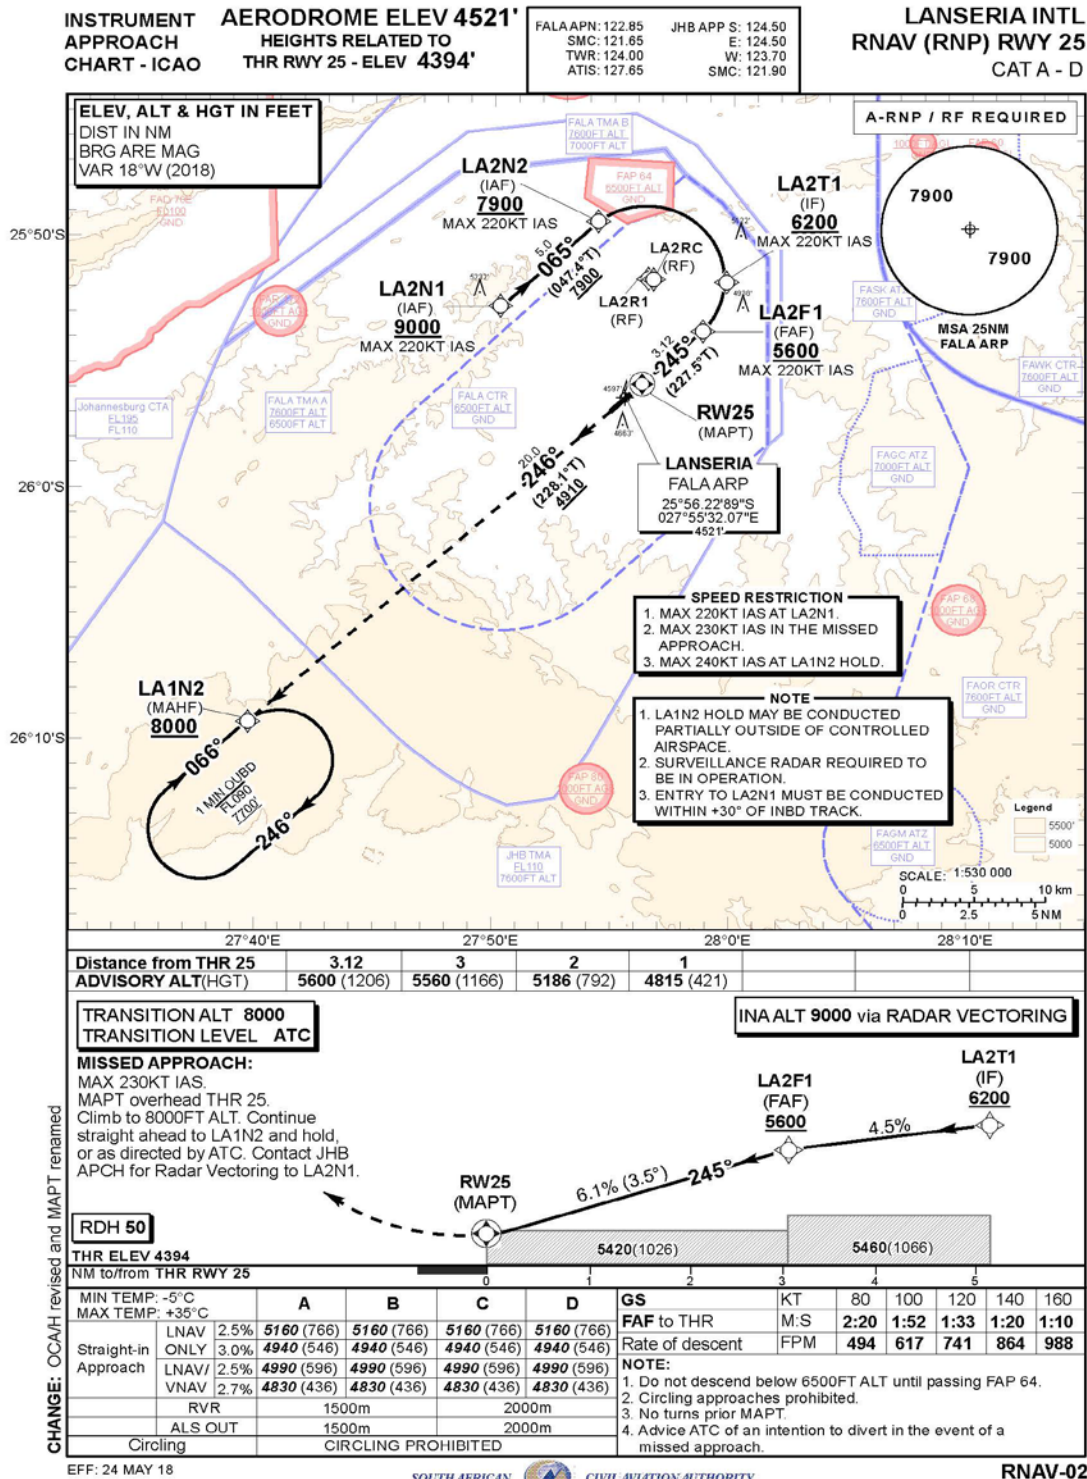 INSTRUMENT
APPROACH
CHART - ICAO
AERODROME ELEV 4521'
HEIGHTS RELATED TO
THR RWY 25 - ELEV 4394'
FALA APN: 122.85 JHB APP S: 124.50
SMC: 121.65 E: 124.50
TWR: 124.00 W: 123.70
ATIS: 127.65 SMC: 121.90
LANSERIA INTL
RNAV (RNP) RWY 25
CAT A - D
ELEV, ALT & HGT IN FEET
DIST IN NM
BRG ARE MAG
VAR 18°W (2018)
A-RNP / RF REQUIRED
7900
7900
MSA 25NM
FALA ARP
FALA TMA B
7600FT ALT
7000FT ALT
FAP 64
6500FT ALT
GND
LA2N2
(IAF)
7900
MAX 220KT IAS
LA2T1
(IF)
6200
MAX 220KT IAS
25°50'S
5.0
065°
(047.4°T)
7900
LA2RC
(RF)
LA2R1
(RF)
LA2N1
(IAF)
9000
MAX 220KT IAS
4930'
FASK AT
7600FT ALT
GND
LA2F1
(FAF)
5600
MAX 220KT IAS
3.12
245°
(227.5°T)
FAWK CTR
7600FT ALT
GND
Johannesburg CTA
FL195
FL110
FALA TMA A
7600FT ALT
6500FT ALT
FALA CTR
6500FT ALT
GND
4597'
4663'
RW25
(MAPT)
20.0
246°
(228.1°T)
4910
LANSERIA
FALA ARP
25°56.22'89"S
027°55'32.07"E
4521'
FAGC ATZ
7000FT ALT
GND
26°0'S
SPEED RESTRICTION
1. MAX 220KT IAS AT LA2N1.
2. MAX 230KT IAS IN THE MISSED
APPROACH.
3. MAX 240KT IAS AT LA1N2 HOLD.
FAOR CTR
7600FT ALT
GND
LA1N2
(MAHF)
8000
NOTE
1. LA1N2 HOLD MAY BE CONDUCTED
PARTIALLY OUTSIDE OF CONTROLLED
AIRSPACE.
2. SURVEILLANCE RADAR REQUIRED TO
BE IN OPERATION.
3. ENTRY TO LA2N1 MUST BE CONDUCTED
WITHIN +30° OF INBD TRACK.
26°10'S
066°
1 MIN OUBD
FL090
7700'
246°
JHB TMA
FL110
7600FT ALT
FAGM ATZ
6500FT ALT
GND
Legend
5500'
5000
SCALE: 1:530 000
0 5 10 km
0 2.5 5 NM
27°40'E 27°50'E 28°0'E 28°10'E
Distance from THR 25 3.12 3 2 1
ADVISORY ALT(HGT) 5600 (1206) 5560 (1166) 5186 (792) 4815 (421)
TRANSITION ALT 8000
TRANSITION LEVEL ATC
INA ALT 9000 via RADAR VECTORING
MISSED APPROACH:
MAX 230KT IAS.
MAPT overhead THR 25.
Climb to 8000FT ALT. Continue
straight ahead to LA1N2 and hold,
or as directed by ATC. Contact JHB
APCH for Radar Vectoring to LA2N1.
LA2T1
(IF)
6200
LA2F1
(FAF)
5600
4.5%
245°
6.1% (3.5°)
RW25
(MAPT)
RDH 50
THR ELEV 4394
5420(1026)
5460(1066)
NM to/from THR RWY 25
0 1 2 3 4 5
MIN TEMP: -5°C
MAX TEMP: +35°C
A B C D
Straight-in
Approach
LNAV 2.5% 5160 (766) 5160 (766) 5160 (766) 5160 (766)
ONLY 3.0% 4940 (546) 4940 (546) 4940 (546) 4940 (546)
LNAV/ 2.5% 4990 (596) 4990 (596) 4990 (596) 4990 (596)
VNAV 2.7% 4830 (436) 4830 (436) 4830 (436) 4830 (436)
RVR 1500m 2000m
ALS OUT 1500m 2000m
Circling CIRCLING PROHIBITED
GS KT 80 100 120 140 160
FAF to THR M:S 2:20 1:52 1:33 1:20 1:10
Rate of descent FPM 494 617 741 864 988
NOTE:
1. Do not descend below 6500FT ALT until passing FAP 64.
2. Circling approaches prohibited.
3. No turns prior MAPT.
4. Advice ATC of an intention to divert in the event of a
missed approach.
CHANGE: OCA/H revised and MAPT renamed
EFF: 24 MAY 18
SOUTH AFRICAN CIVIL AVIATION AUTHORITY
RNAV-02